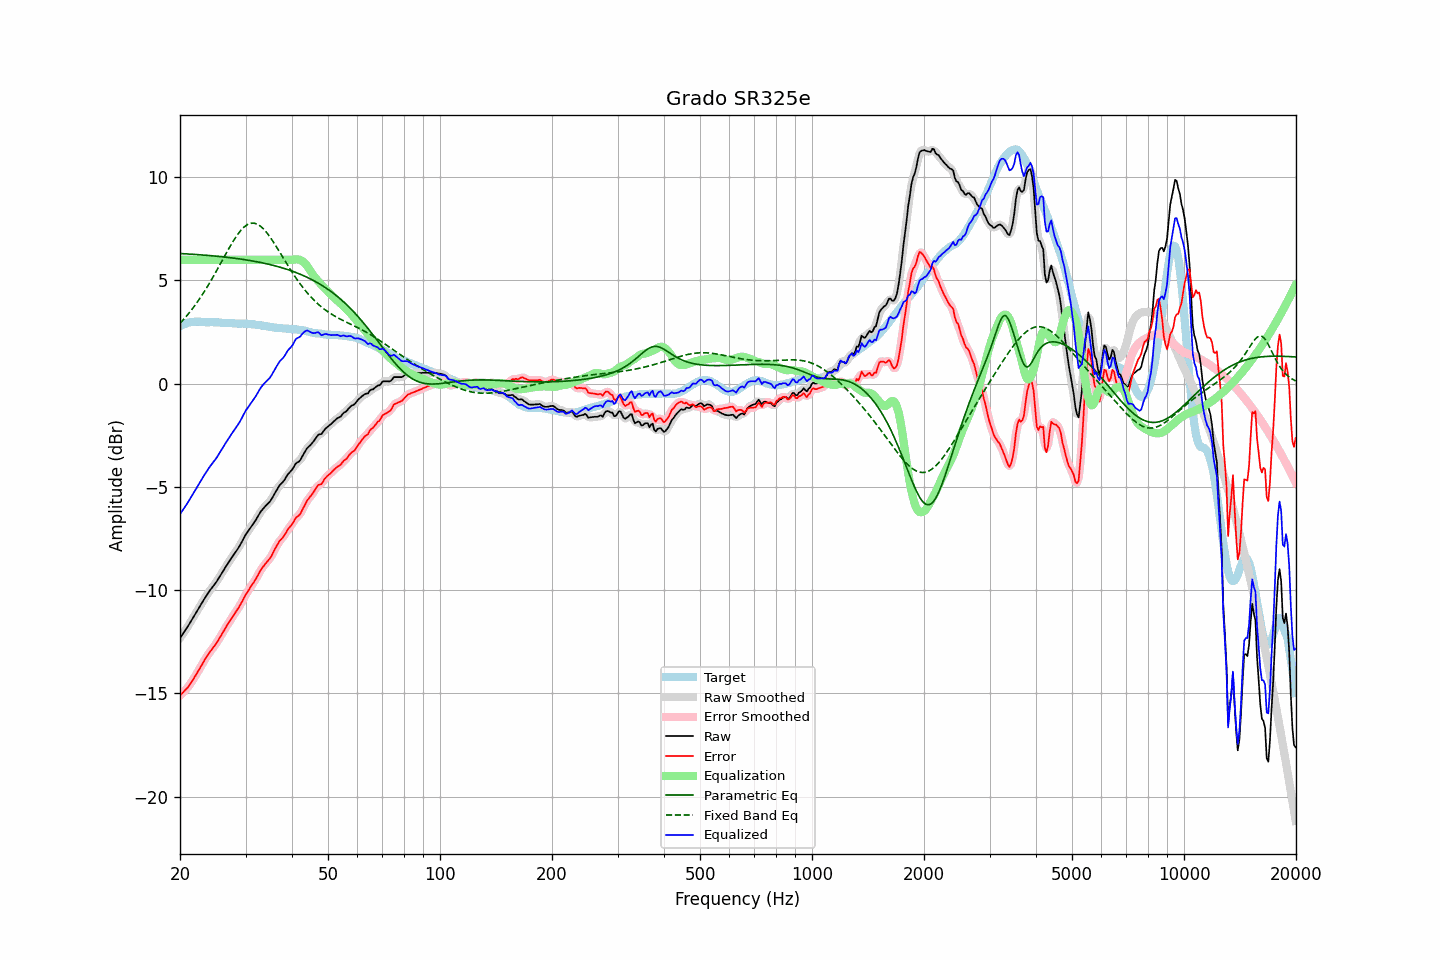 Grado SR325e
Amplitude (dBr)
10
5
0
−5
−10
−15
−20
Target
Raw Smoothed
Error Smoothed
Raw
Error
Equalization
Parametric Eq
Fixed Band Eq
Equalized
20
50
100
200
500
1000
2000
5000
10000
20000
Frequency (Hz)